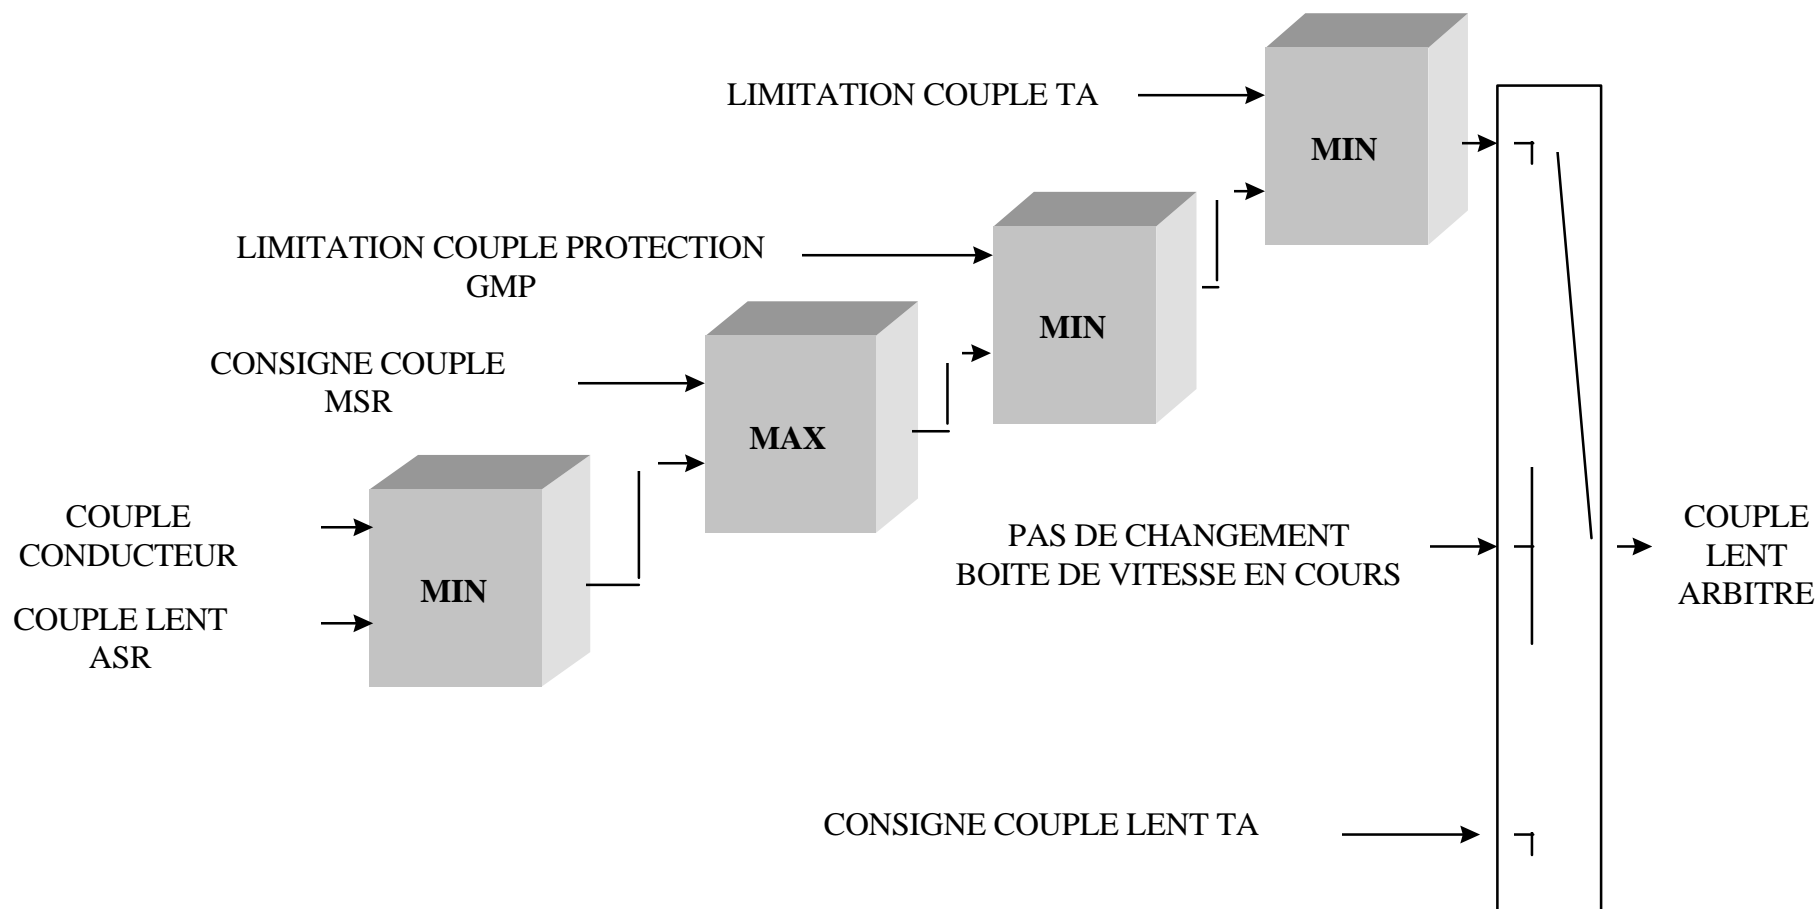 LIMITATION COUPLE TA
MIN
LIMITATION COUPLE PROTECTION
GMP
MIN
CONSIGNE COUPLE
MSR
MAX
COUPLE
CONDUCTEUR
COUPLE LENT
ASR
MIN
PAS DE CHANGEMENT
BOITE DE VITESSE EN COURS
COUPLE
LENT
ARBITRE
CONSIGNE COUPLE LENT TA